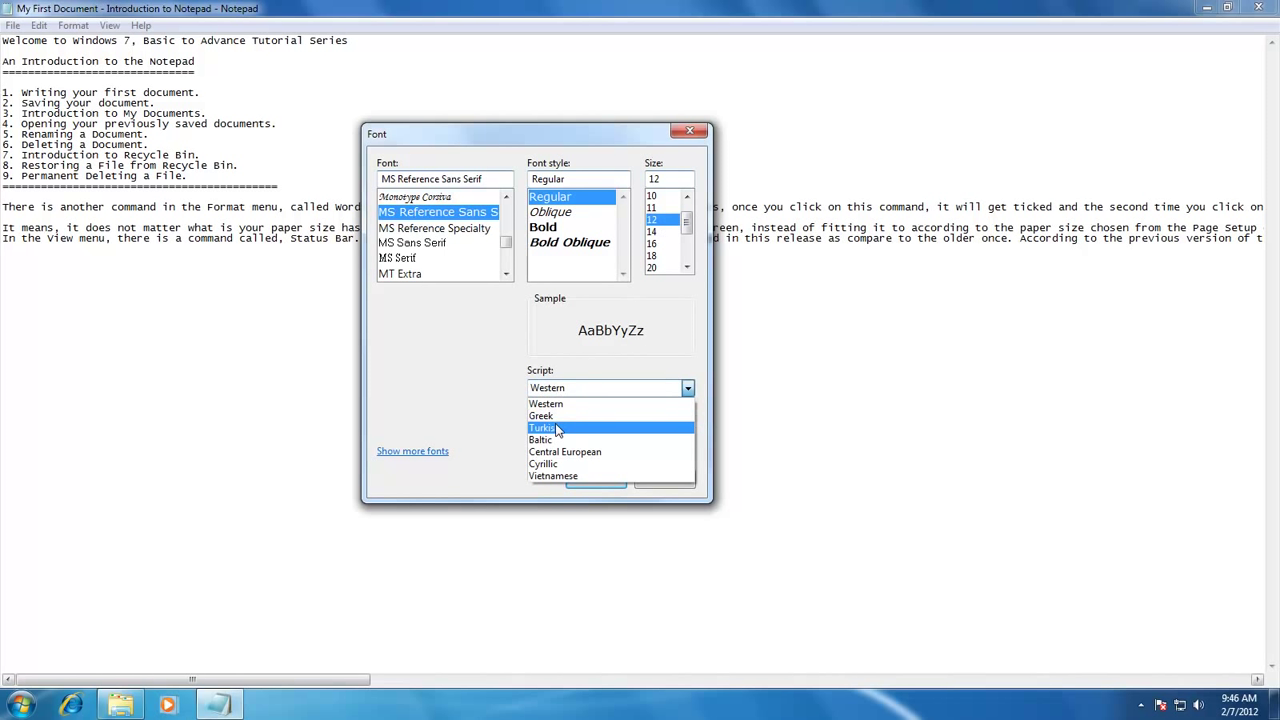 My First Document - Introduction to Notepad - Notepad
File Edit Format View Help
Welcome to Windows 7, Basic to Advance Tutorial Series
An Introduction to the Notepad
==============================
1. Writing your first document.
2. Saving your document.
3. Introduction to My Documents.
4. Opening your previously saved documents.
5. Renaming a Document.
6. Deleting a Document.
7. Introduction to Recycle Bin.
8. Restoring a File from Recycle Bin.
9. Permanent Deleting a File.
===========================================
There is another command in the Format menu, called Word s, once you click on this command, it will get ticked and the second time you click on
It means, it does not matter what is your paper size has reen, instead of fitting it to according to the paper size chosen from the Page Setup
In the View menu, there is a command called, Status Bar. d in this release as compare to the older once. According to the previous version of t
Font
Font: Font style: Size:
MS Reference Sans Serif Regular 12
Monotype Corsiva Regular 10
MS Reference Sans S Oblique 11
MS Reference Specialty Bold 12
MS Sans Serif Bold Oblique 14
MS Serif 16
MT Extra 18
20
Sample
AaBbYyZz
Script:
Western
Western
Greek
Turkis
Baltic
Central European
Cyrillic
Vietnamese
Show more fonts
9:46 AM
2/7/2012